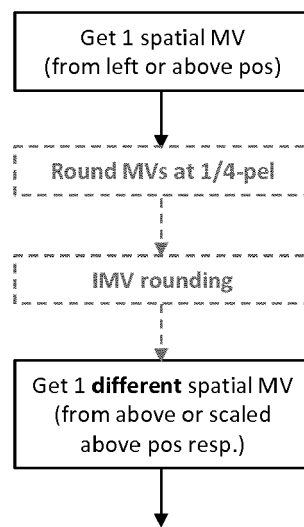 Get 1 spatial MV
(from left or above pos)
Round MVs at 1/4-pel
IMV rounding
Get 1 different spatial MV
(from above or scaled
above pos resp.)